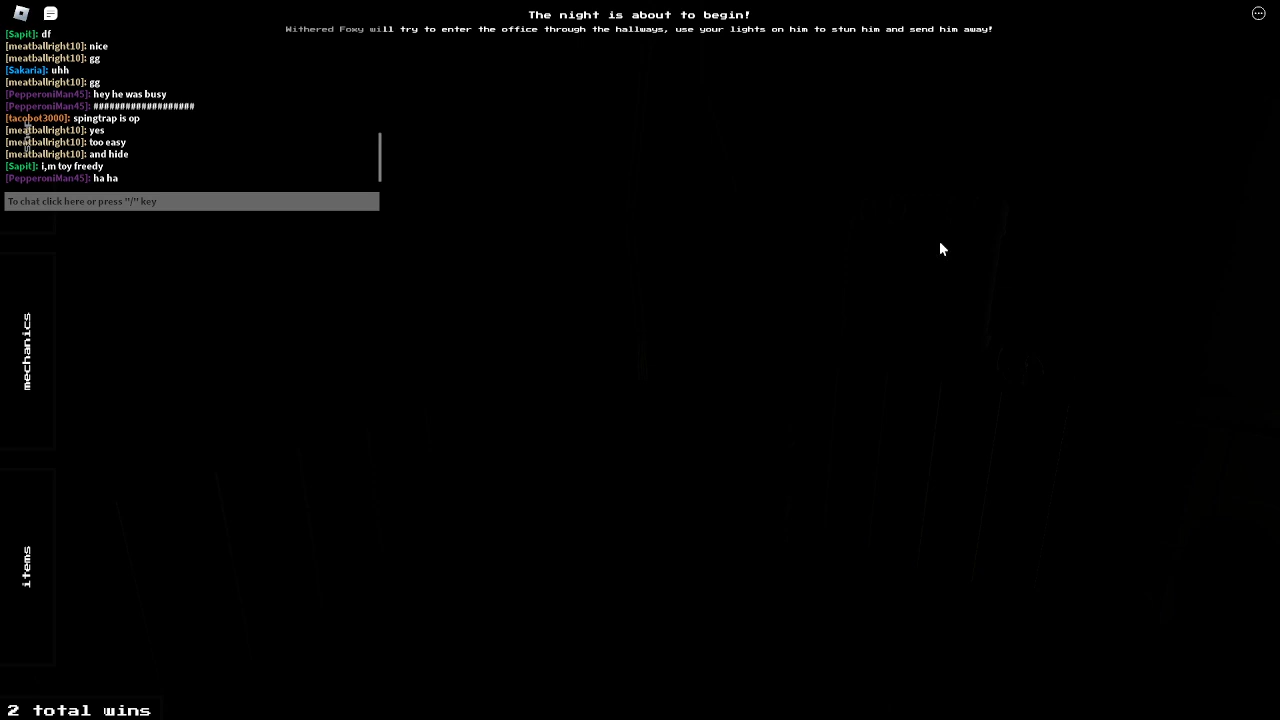 The night is about to begin!
Withered Foxy will try to enter the office through the hallways, use your lights on him to stun him and send him away!
[Sapit]: df
[meatballright10]: nice
[meatballright10]: gg
[Sakaria]: uhh
[meatballright10]: gg
[PepperoniMan45]: hey he was busy
[PepperoniMan45]: ###################
[tacobot3000]: spingtrap is op
[meatballright10]: yes
[meatballright10]: too easy
[meatballright10]: and hide
[Sapit]: i,m toy freedy
[PepperoniMan45]: ha ha
To chat click here or press "/" key
mechanics
items
2 total wins